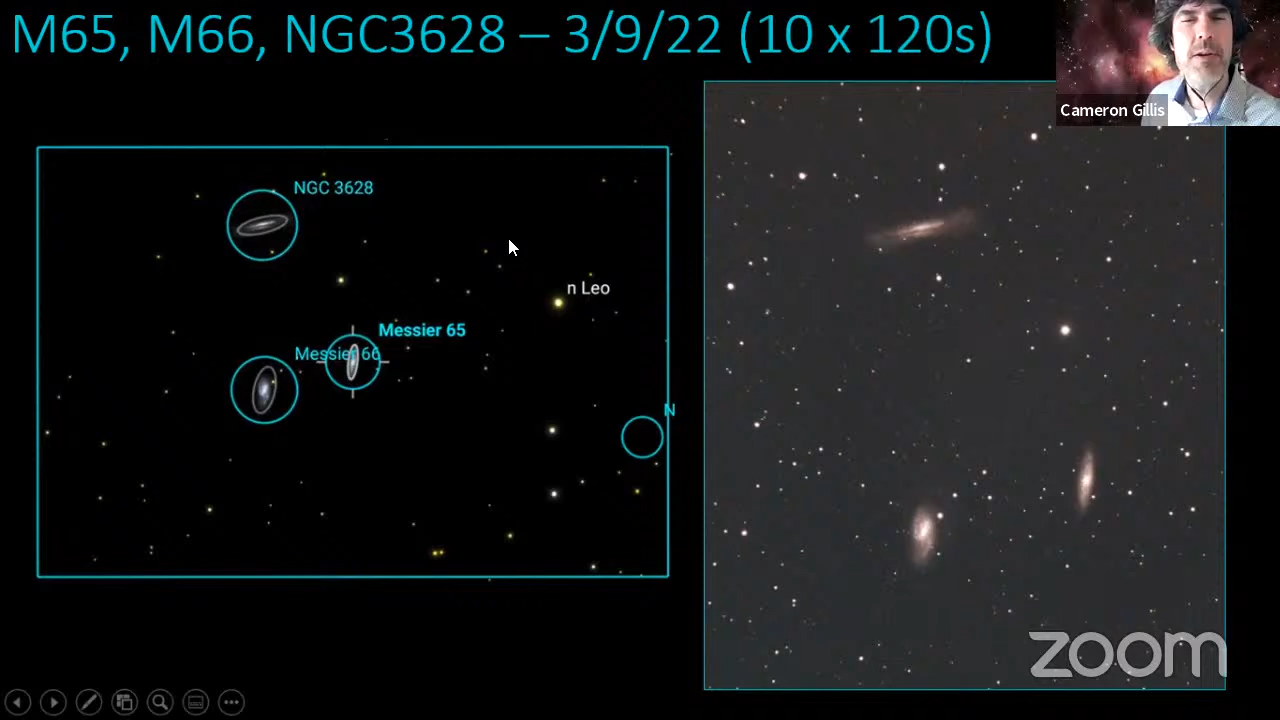 M65, M66, NGC3628 – 3/9/22 (10 x 120s)
Cameron Gillis
NGC 3628
n Leo
Messier 65
Messier 66
N
zoom